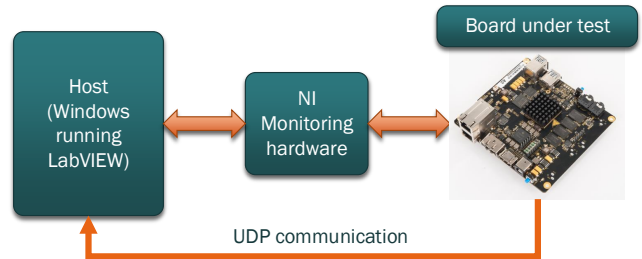 Board under test
Host
(Windows
running
LabVIEW)
NI
Monitoring
hardware
UDP communication